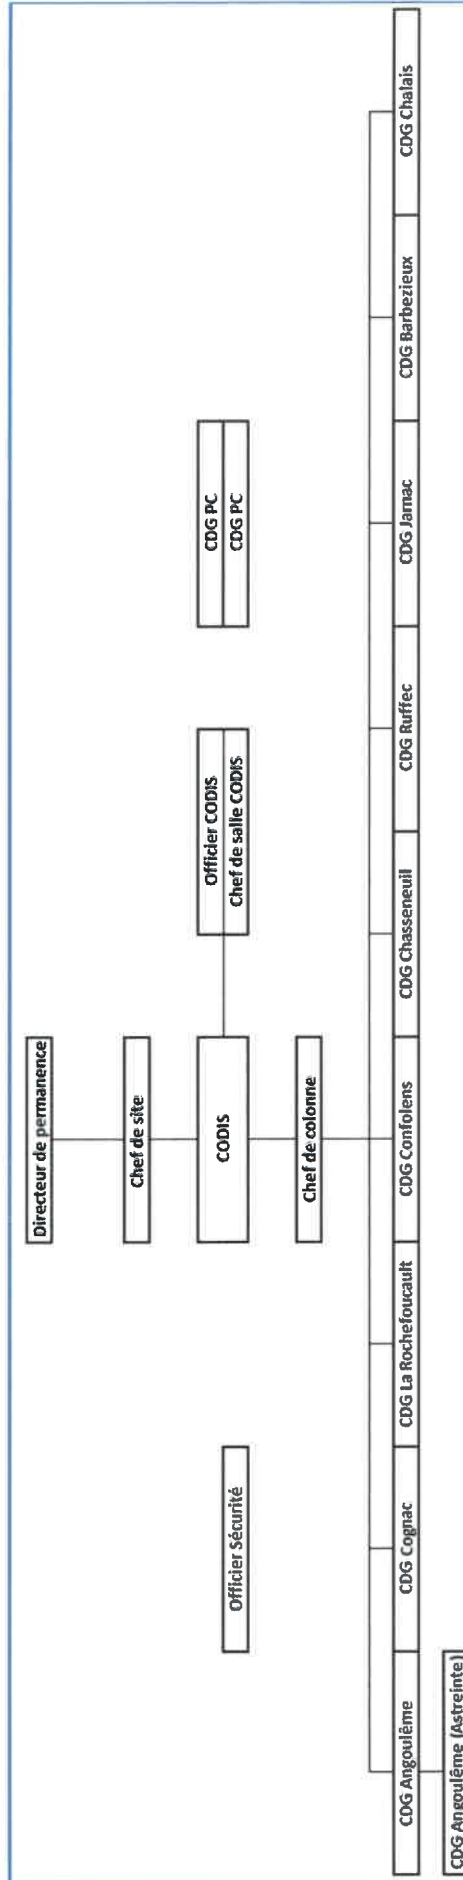 Directeur de permanence
Chef de site
Officier Sécurité
CODIS
Officier CODIS
Chef de salle CODIS
CDG PC
CDG PC
Chef de colonne
CDG Angoulême
CDG Cognac
CDG La Rochefoucault
CDG Confolens
CDG Chasseneuil
CDG Ruffec
CDG Jarnac
CDG Barbezieux
CDG Chalais
CDG Angoulême (Astreinte)